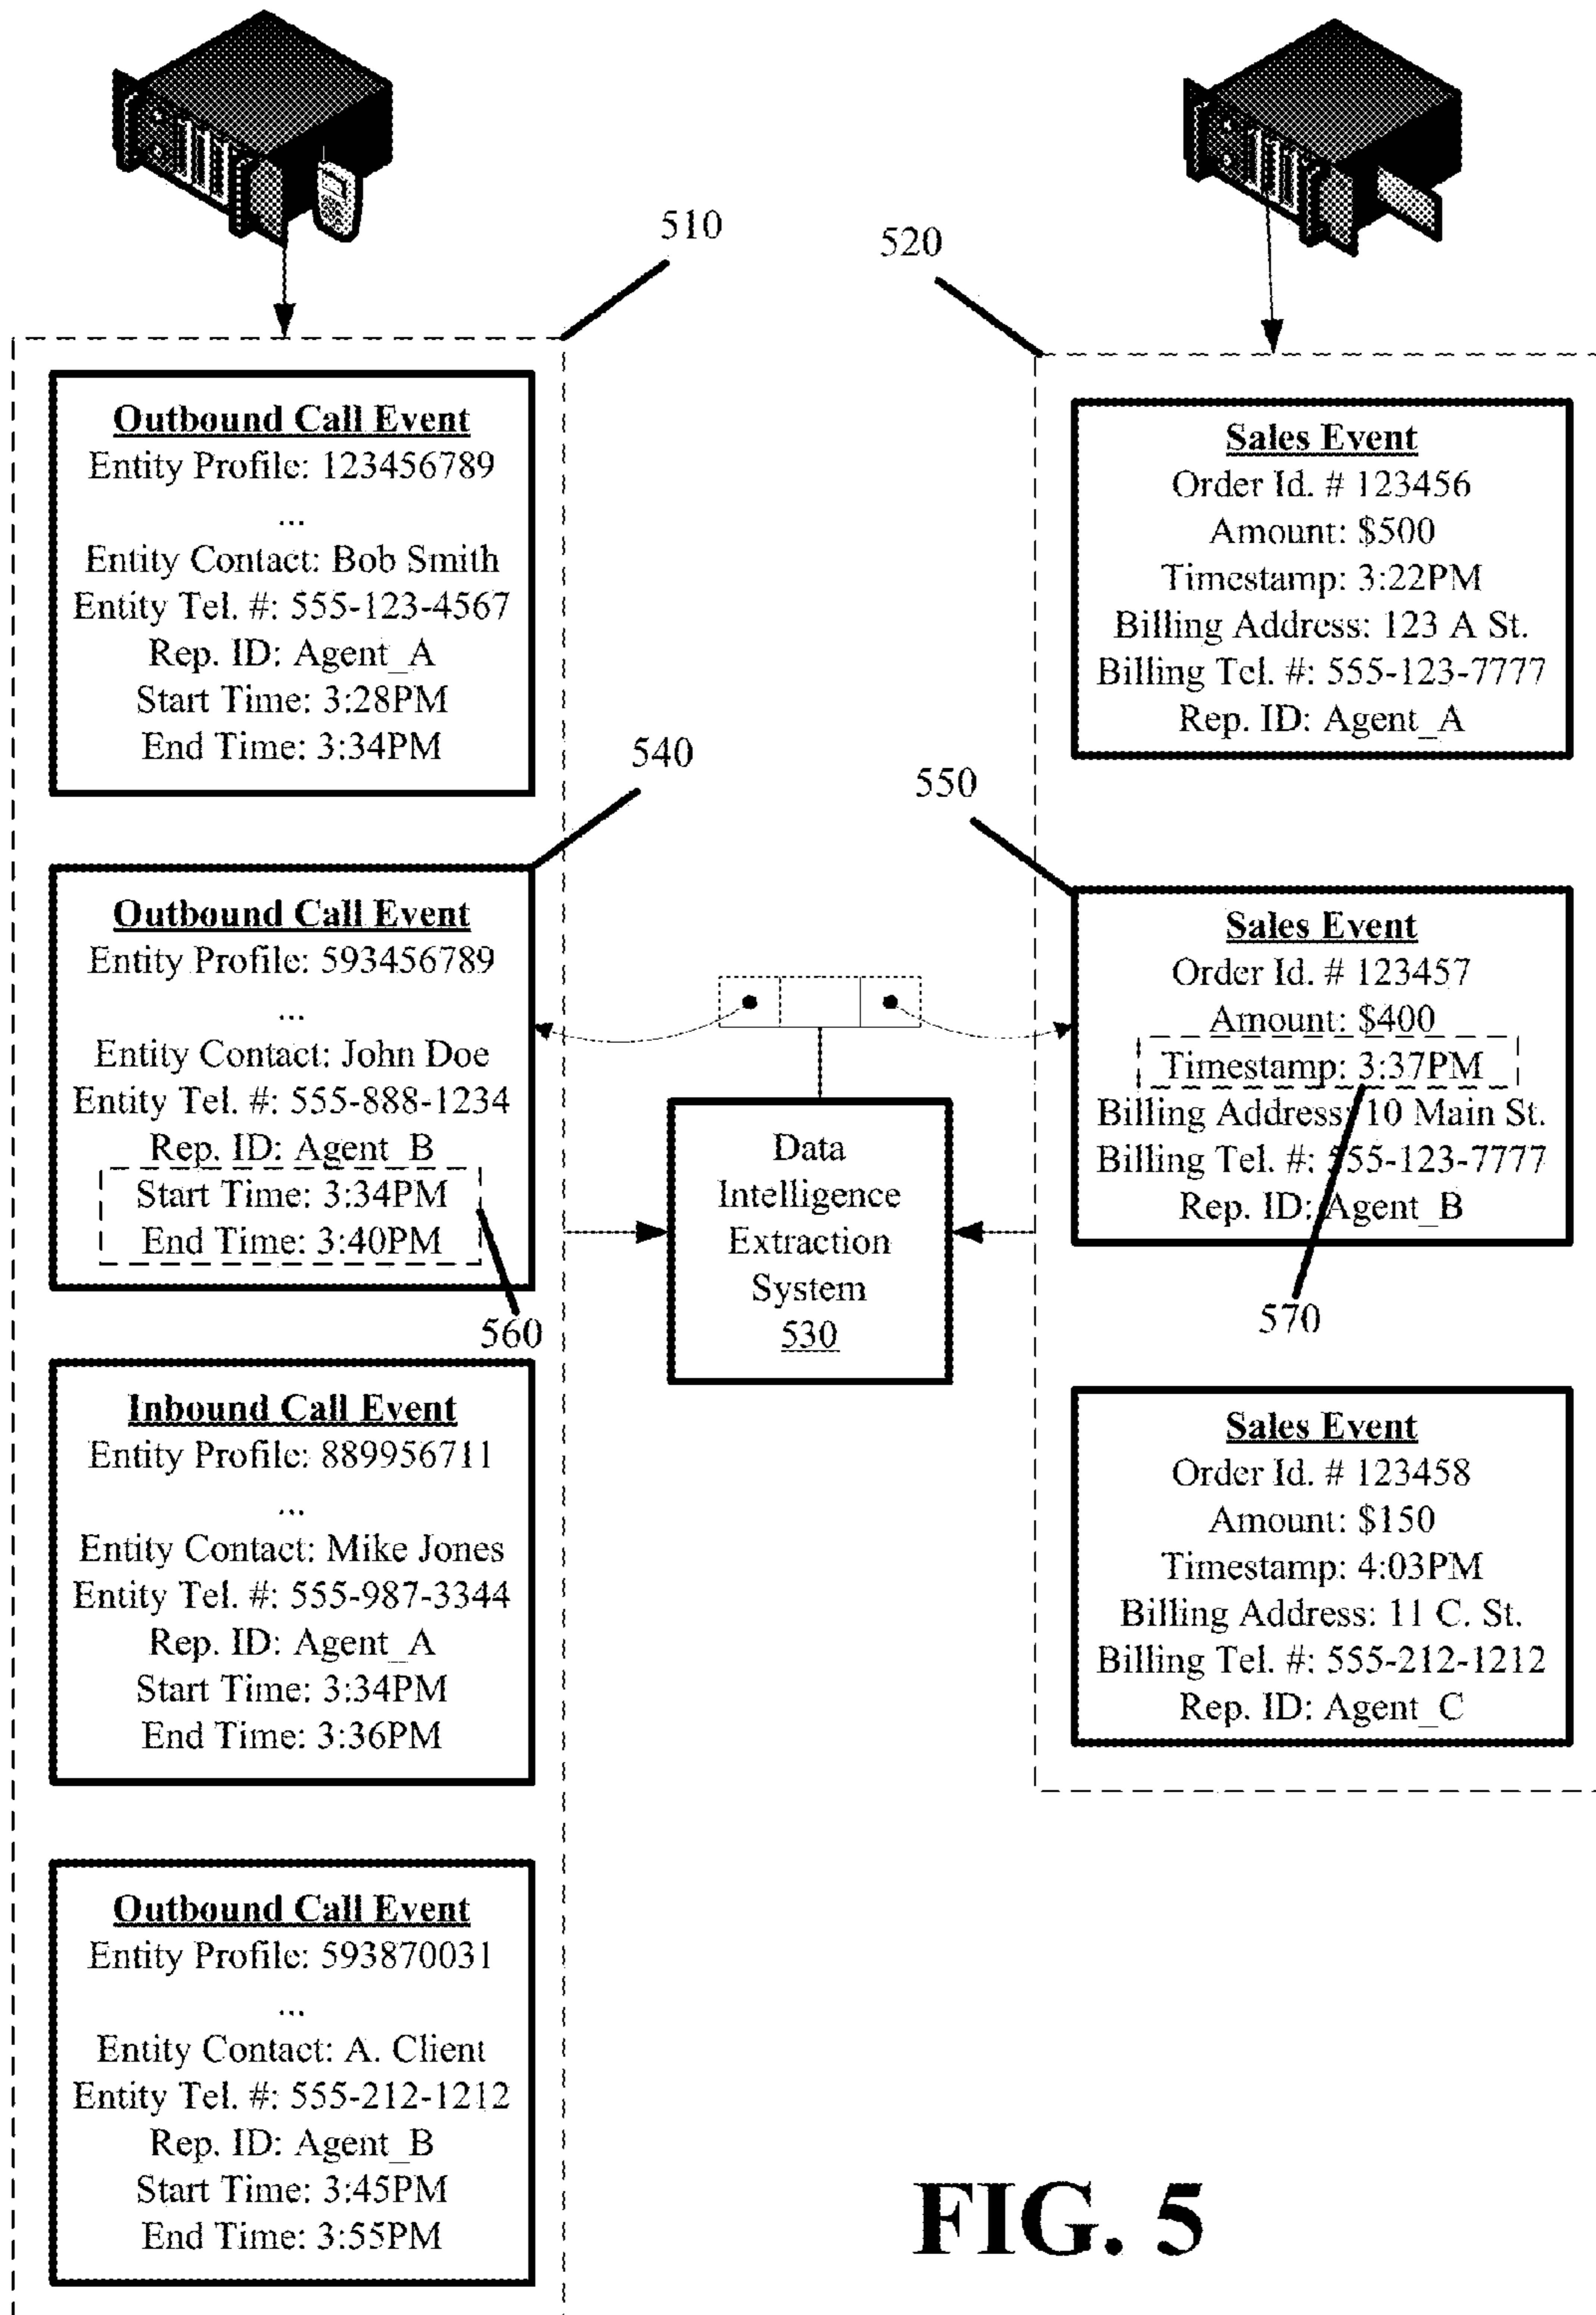 510
520
Outbound Call Event
Entity Profile: 123456789
...
Entity Contact: Bob Smith
Entity Tel. #: 555-123-4567
Rep. ID: Agent_A
Start Time: 3:28PM
End Time: 3:34PM
Sales Event
Order Id. # 123456
Amount: $500
Timestamp: 3:22PM
Billing Address: 123 A St.
Billing Tel. #: 555-123-7777
Rep. ID: Agent_A
540
550
Outbound Call Event
Entity Profile: 593456789
...
Entity Contact: John Doe
Entity Tel. #: 555-888-1234
Rep. ID: Agent_B
Start Time: 3:34PM
End Time: 3:40PM
560
Data
Intelligence
Extraction
System
530
Sales Event
Order Id. # 123457
Amount: $400
Timestamp: 3:37PM
Billing Address: 10 Main St.
Billing Tel. #: 555-123-7777
Rep. ID: Agent_B
570
Inbound Call Event
Entity Profile: 889956711
...
Entity Contact: Mike Jones
Entity Tel. #: 555-987-3344
Rep. ID: Agent_A
Start Time: 3:34PM
End Time: 3:36PM
Sales Event
Order Id. # 123458
Amount: $150
Timestamp: 4:03PM
Billing Address: 11 C. St.
Billing Tel. #: 555-212-1212
Rep. ID: Agent_C
Outbound Call Event
Entity Profile: 593870031
...
Entity Contact: A. Client
Entity Tel. #: 555-212-1212
Rep. ID: Agent_B
Start Time: 3:45PM
End Time: 3:55PM
FIG. 5